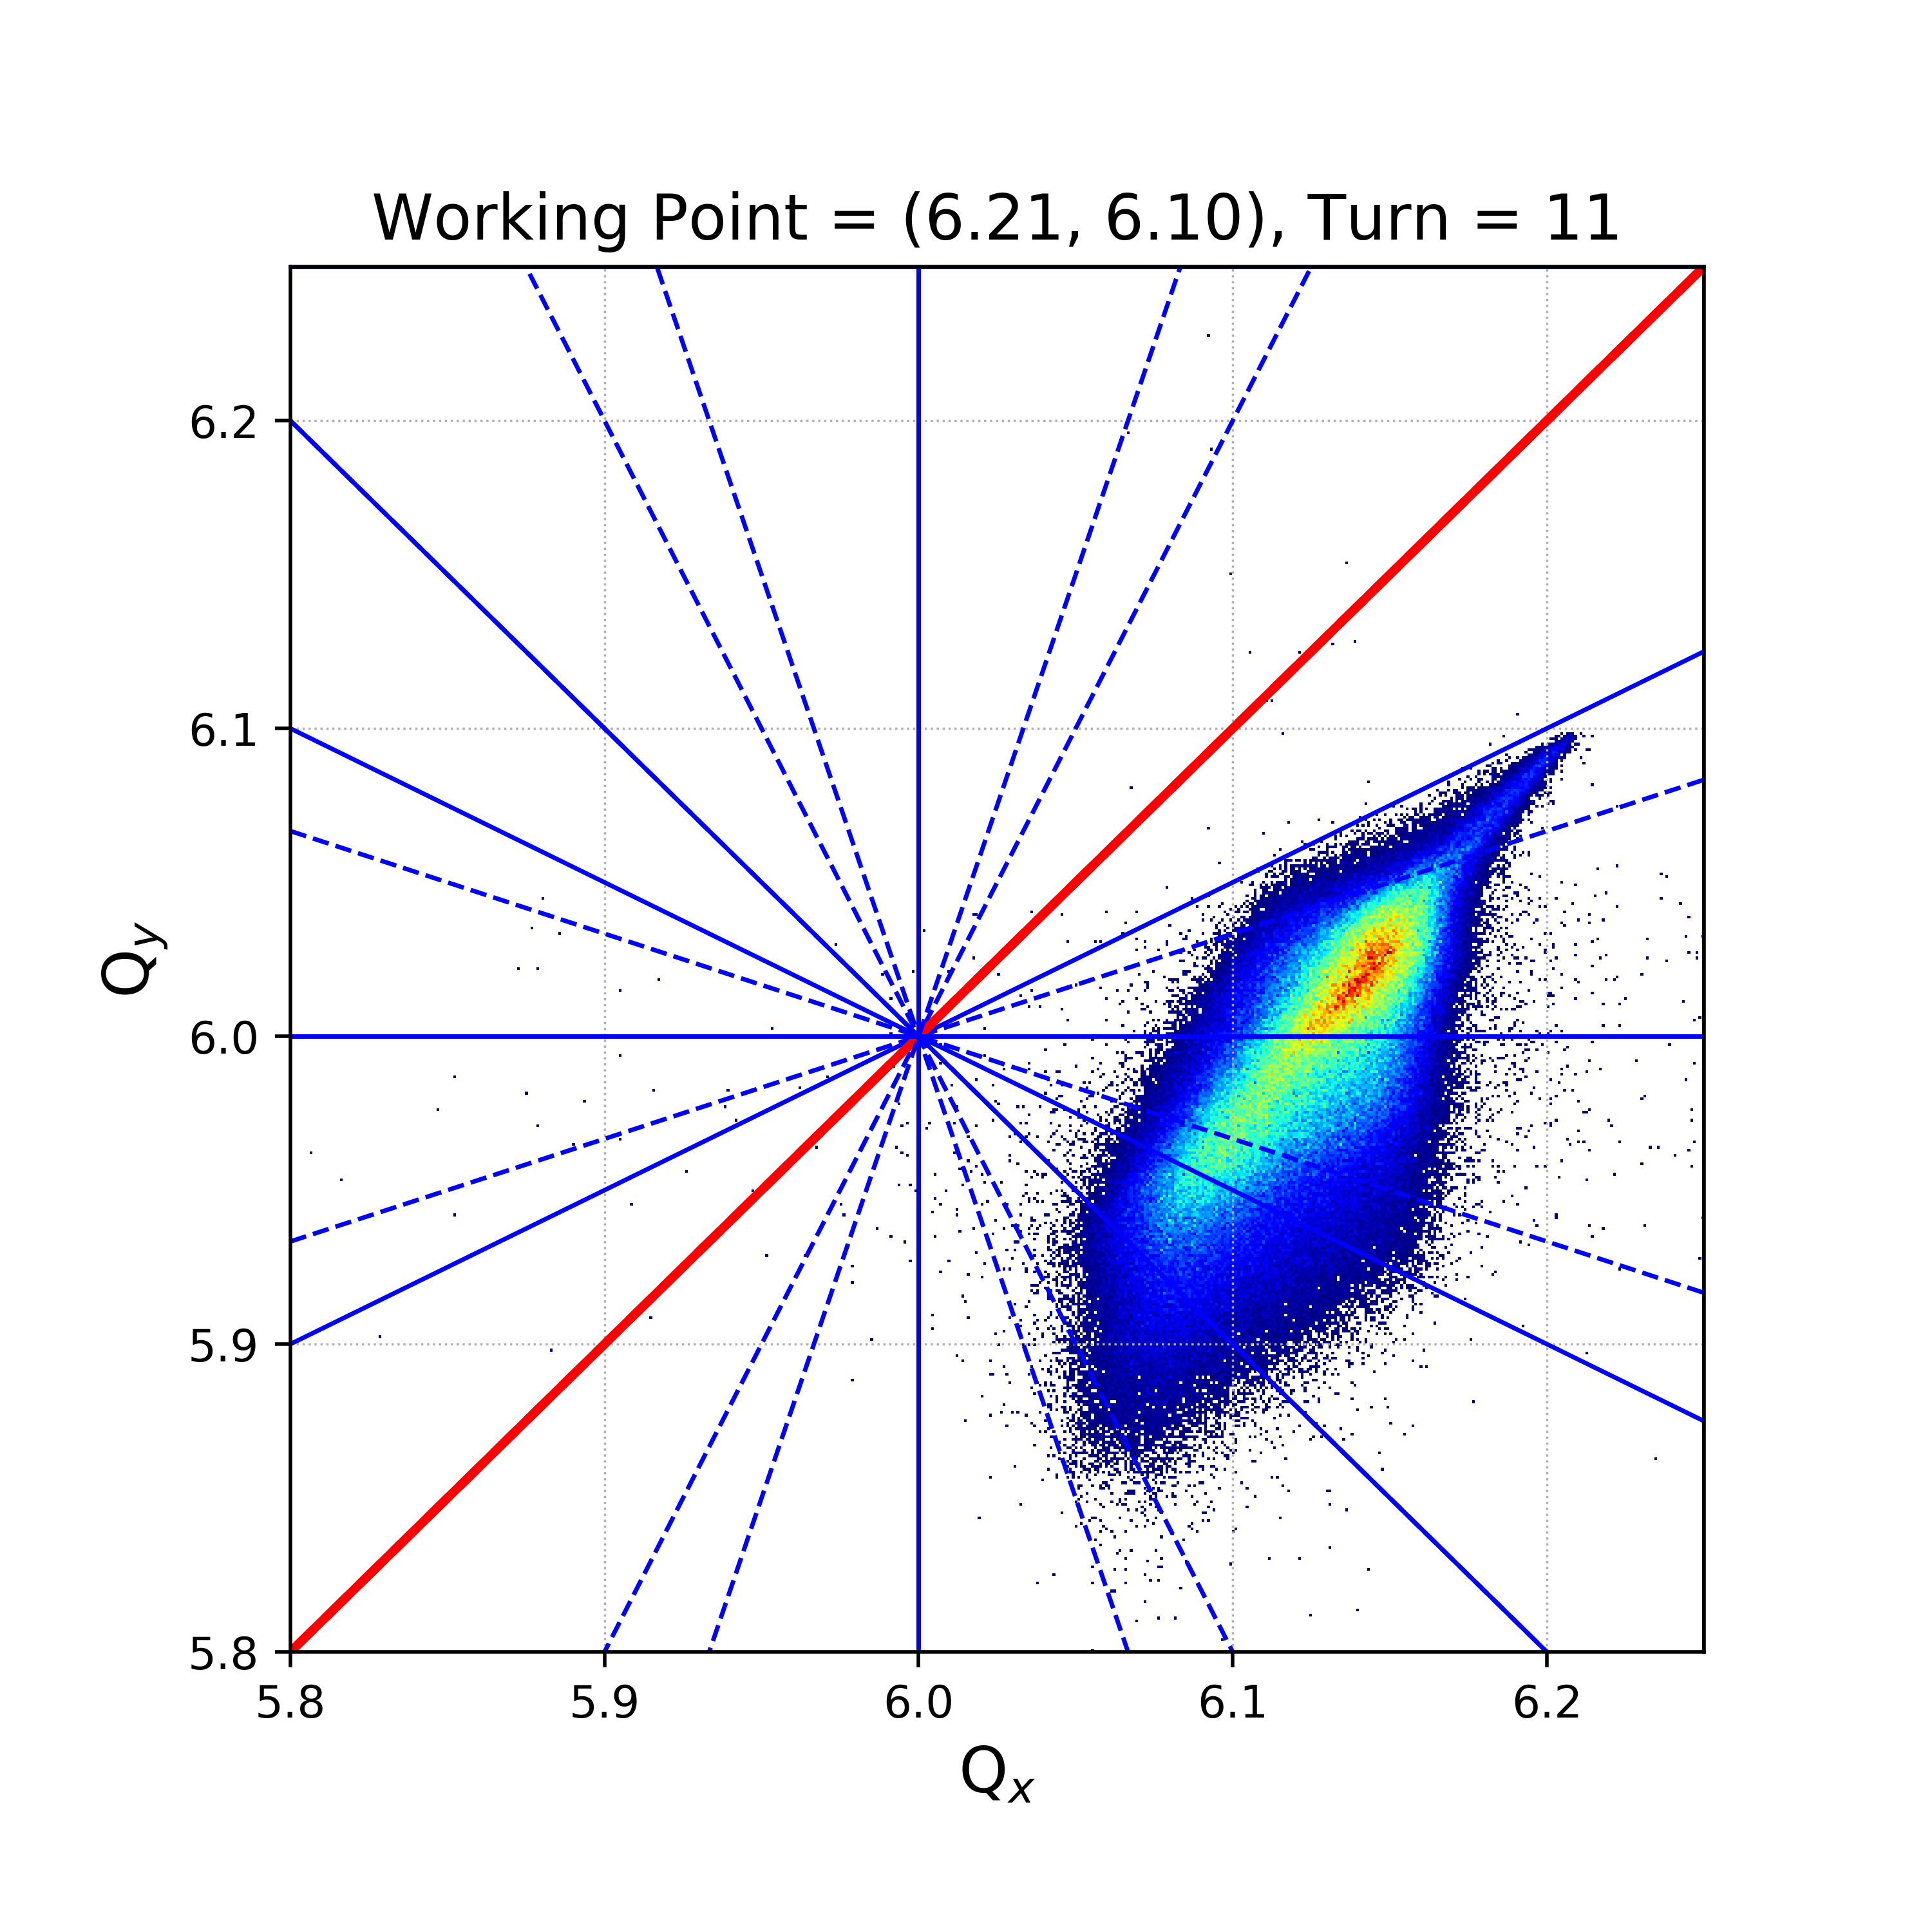 Working Point = (6.21, 6.10), Turn = 11
6.2
6.1
6.0
5.9
5.8
Qy
5.8 5.9 6.0 6.1 6.2
Qx